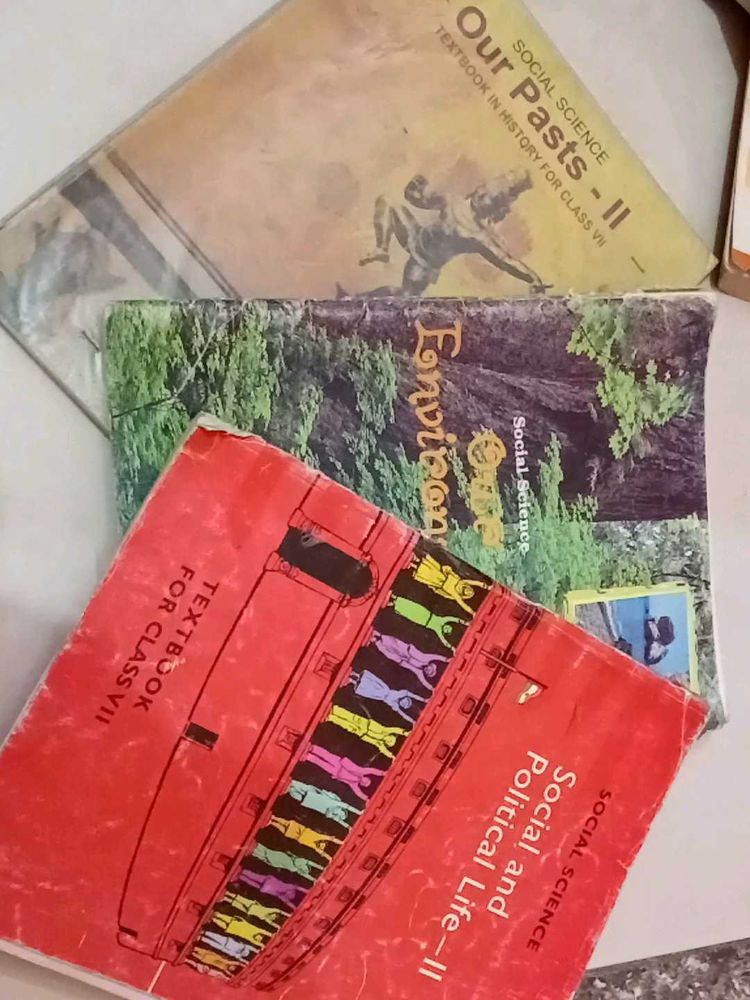 SOCIAL SCIENCE
Our Pasts - II
TEXTBOOK IN HISTORY FOR CLASS VII
Social Science
Our
SOCIAL SCIENCE
Social and
Political Life—II
TEXTBOOK
FOR CLASS VII